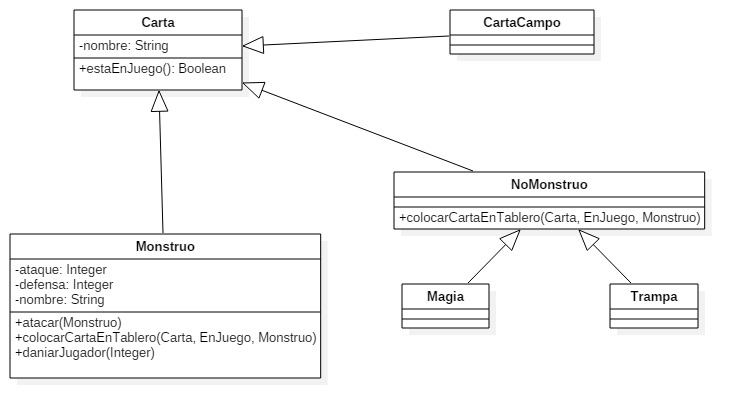 Carta
-nombre: String
+estaEnJuego(): Boolean
CartaCampo
NoMonstruo
+colocarCartaEnTablero(Carta, EnJuego, Monstruo)
Monstruo
-ataque: Integer
-defensa: Integer
-nombre: String
+atacar(Monstruo)
+colocarCartaEnTablero(Carta, EnJuego, Monstruo)
+daniarJugador(Integer)
Magia
Trampa